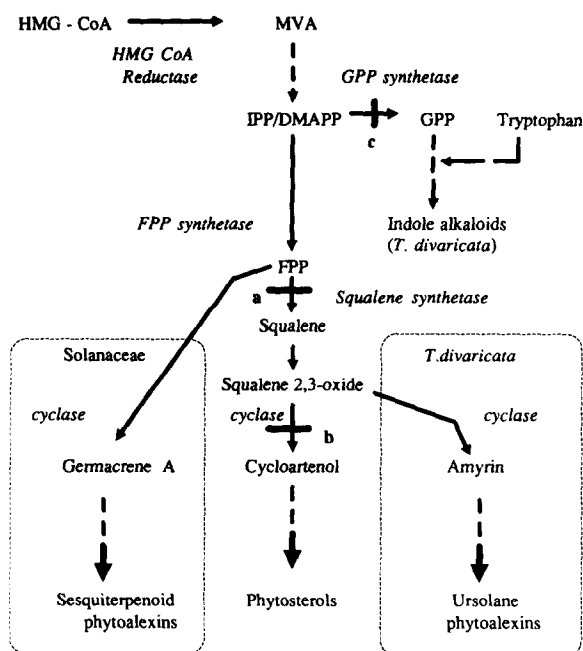 HMG - CoA
MVA
HMG CoA
Reductase
GPP synthetase
IPP/DMAPP
GPP
Tryptophan
c
Indole alkaloids
(T. divaricata)
FPP synthetase
FPP
a
Squalene synthetase
Squalene
Solanaceae
T.divaricata
Squalene 2,3-oxide
cyclase
cyclase
cyclase
b
Germacrene A
Cycloartenol
Amyrin
Sesquiterpenoid
phytoalexins
Phytosterols
Ursolane
phytoalexins